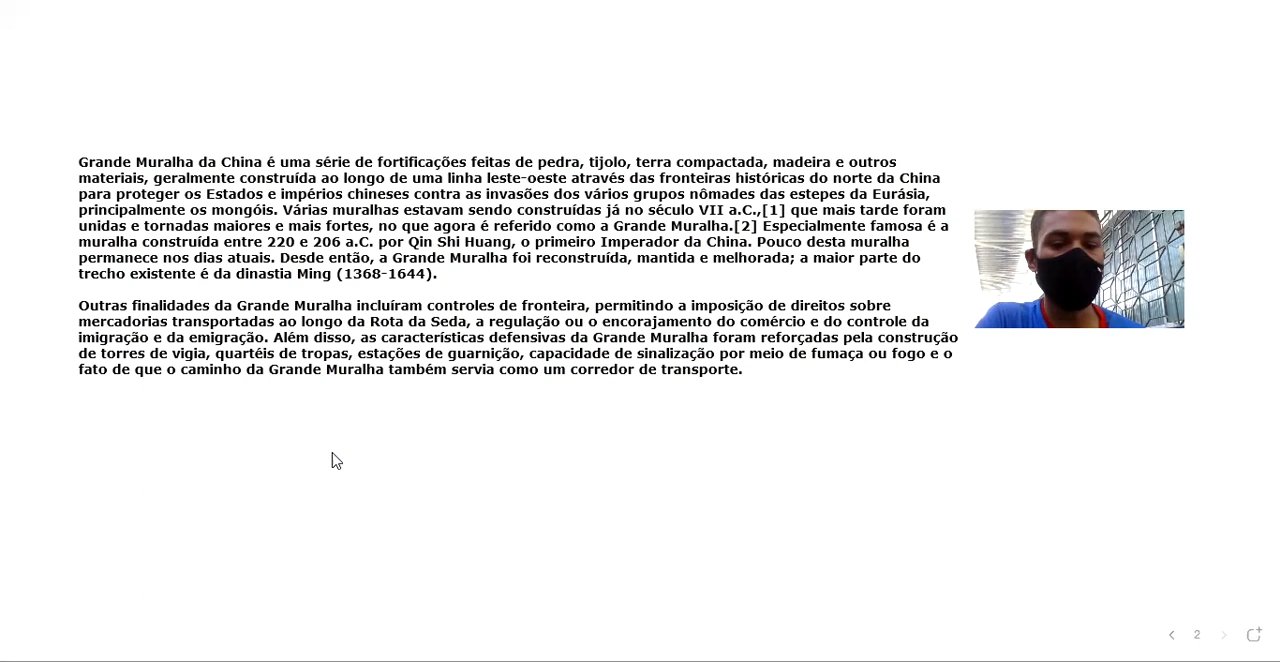 Grande Muralha da China é uma série de fortificações feitas de pedra, tijolo, terra compactada, madeira e outros
materiais, geralmente construída ao longo de uma linha leste-oeste através das fronteiras históricas do norte da China
para proteger os Estados e impérios chineses contra as invasões dos vários grupos nômades das estepes da Eurásia,
principalmente os mongóis. Várias muralhas estavam sendo construídas já no século VII a.C.,[1] que mais tarde foram
unidas e tornadas maiores e mais fortes, no que agora é referido como a Grande Muralha.[2] Especialmente famosa é a
muralha construída entre 220 e 206 a.C. por Qin Shi Huang, o primeiro Imperador da China. Pouco desta muralha
permanece nos dias atuais. Desde então, a Grande Muralha foi reconstruída, mantida e melhorada; a maior parte do
trecho existente é da dinastia Ming (1368-1644).
Outras finalidades da Grande Muralha incluíram controles de fronteira, permitindo a imposição de direitos sobre
mercadorias transportadas ao longo da Rota da Seda, a regulação ou o encorajamento do comércio e do controle da
imigração e da emigração. Além disso, as características defensivas da Grande Muralha foram reforçadas pela construção
de torres de vigia, quartéis de tropas, estações de guarnição, capacidade de sinalização por meio de fumaça ou fogo e o
fato de que o caminho da Grande Muralha também servia como um corredor de transporte.
2